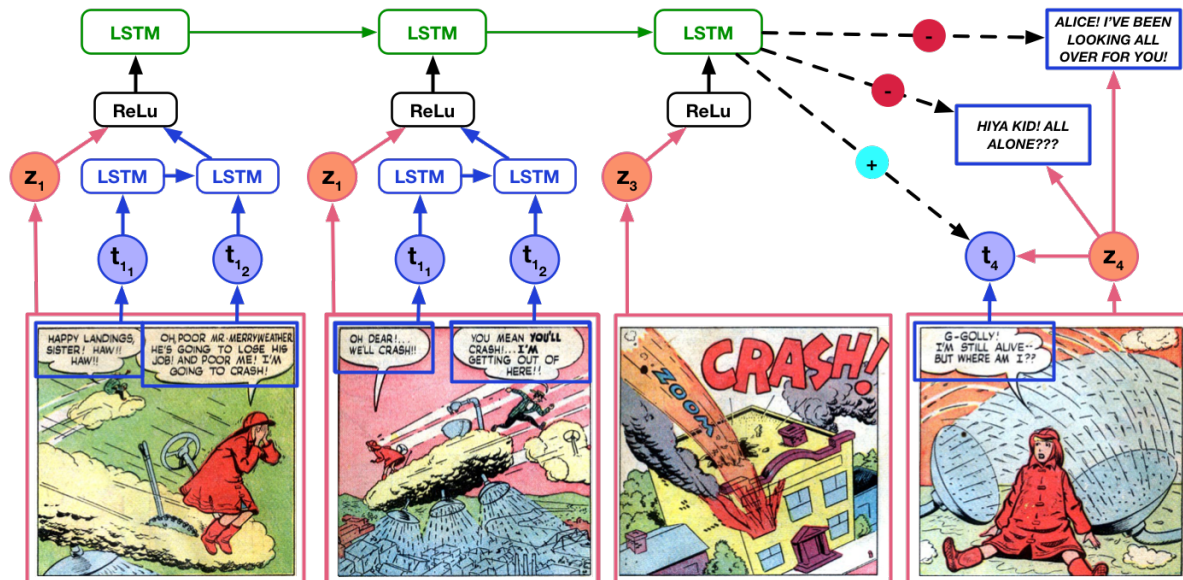 LSTM
LSTM
LSTM
ALICE! I'VE BEEN
LOOKING ALL
OVER FOR YOU!
-
-
ReLu
ReLu
ReLu
HIYA KID! ALL
ALONE???
+
z1
LSTM
LSTM
z1
LSTM
LSTM
z3
t11
t12
t11
t12
t4
z4
HAPPY LANDINGS,
SISTER! HAW!!
HAW!!
OH, POOR MR. MERRYWEATHER.
HE'S GOING TO LOSE HIS
JOB! AND POOR ME! I'M
GOING TO CRASH!
OH DEAR!...
WE'LL CRASH!!
YOU MEAN YOU'LL
CRASH!...I'M
GETTING OUT OF
HERE!!
CRASH!
ZOOM
G-GOLLY!
I'M STILL ALIVE--
BUT WHERE AM I??